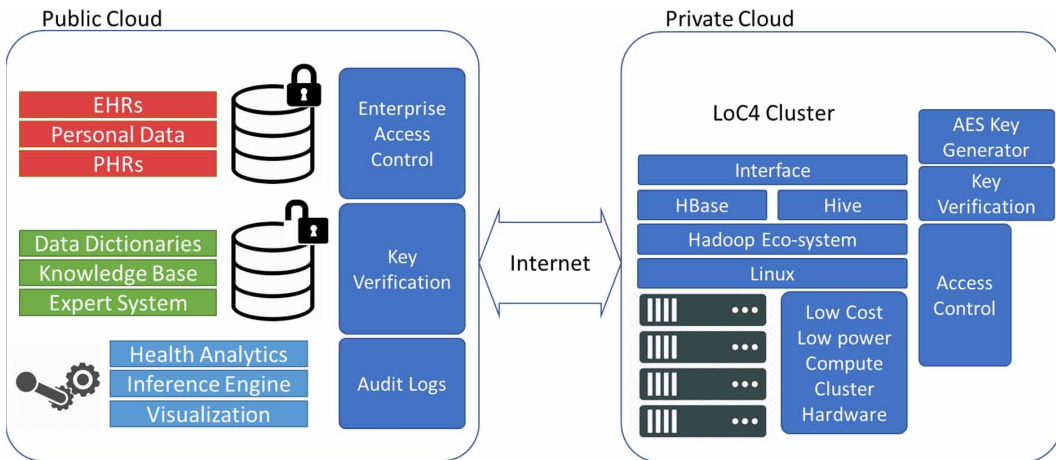 Public Cloud
EHRs
Personal Data
PHRs
Enterprise
Access
Control
Data Dictionaries
Knowledge Base
Expert System
Key
Verification
Health Analytics
Inference Engine
Visualization
Audit Logs
Internet
Private Cloud
LoC4 Cluster
Interface
HBase
Hive
Hadoop Eco-system
Linux
Low Cost
Low power
Compute
Cluster
Hardware
AES Key
Generator
Key
Verification
Access
Control